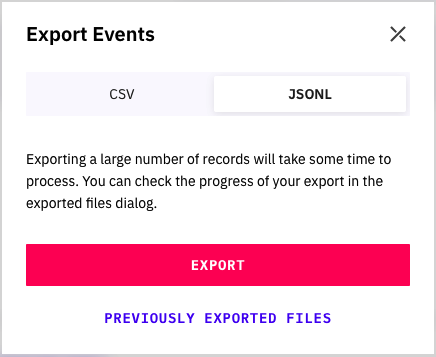 Export Events
CSV
JSONL
Exporting a large number of records will take some time to
process. You can check the progress of your export in the
exported files dialog.
EXPORT
PREVIOUSLY EXPORTED FILES